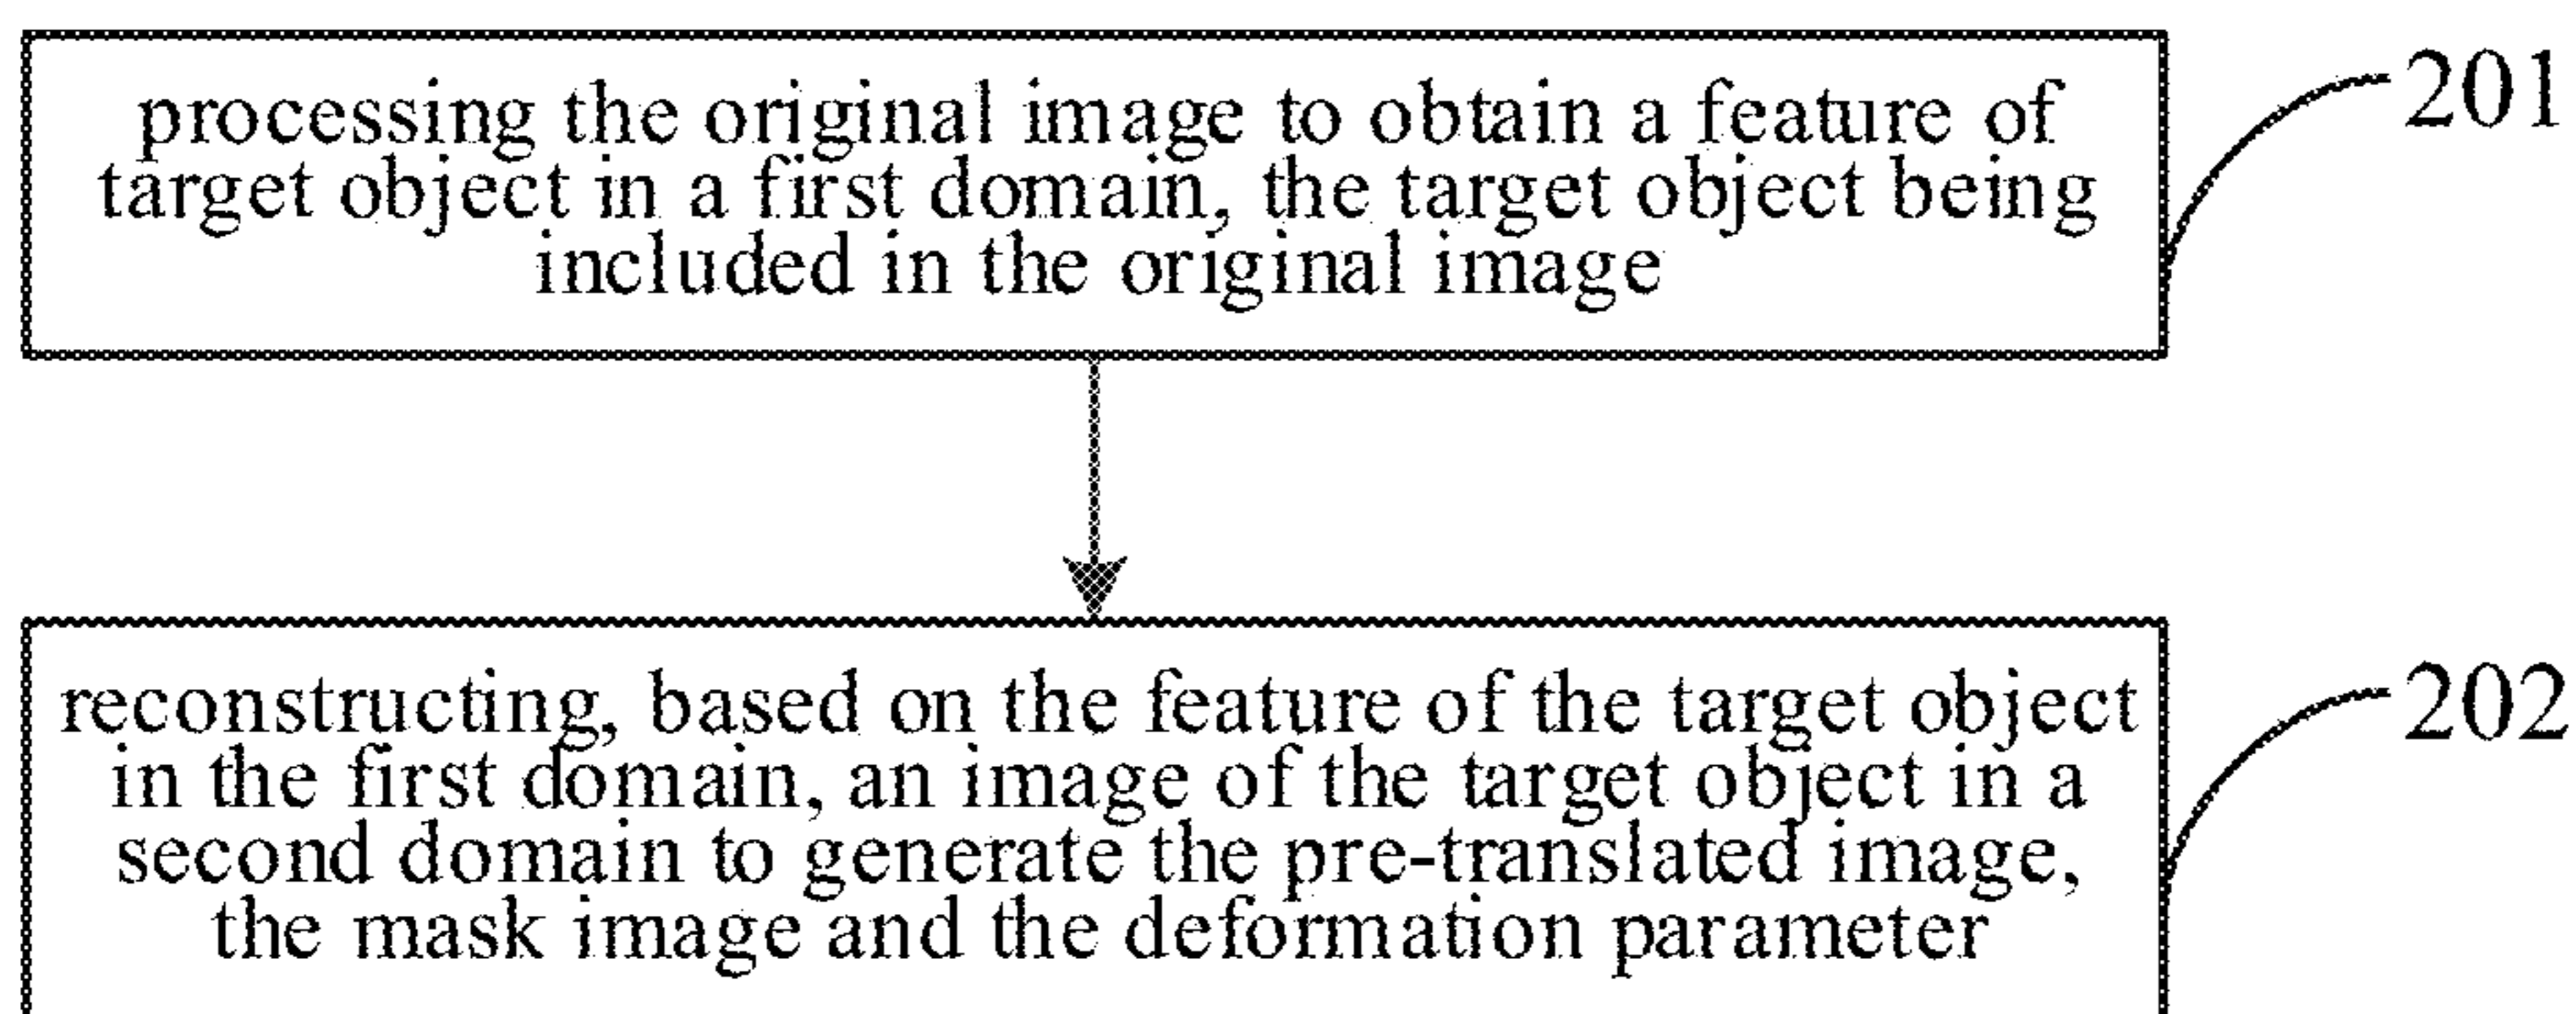 processing the original image to obtain a feature of
target object in a first domain, the target object being
included in the original image
201
reconstructing, based on the feature of the target object
in the first domain, an image of the target object in a
second domain to generate the pre-translated image,
the mask image and the deformation parameter
202